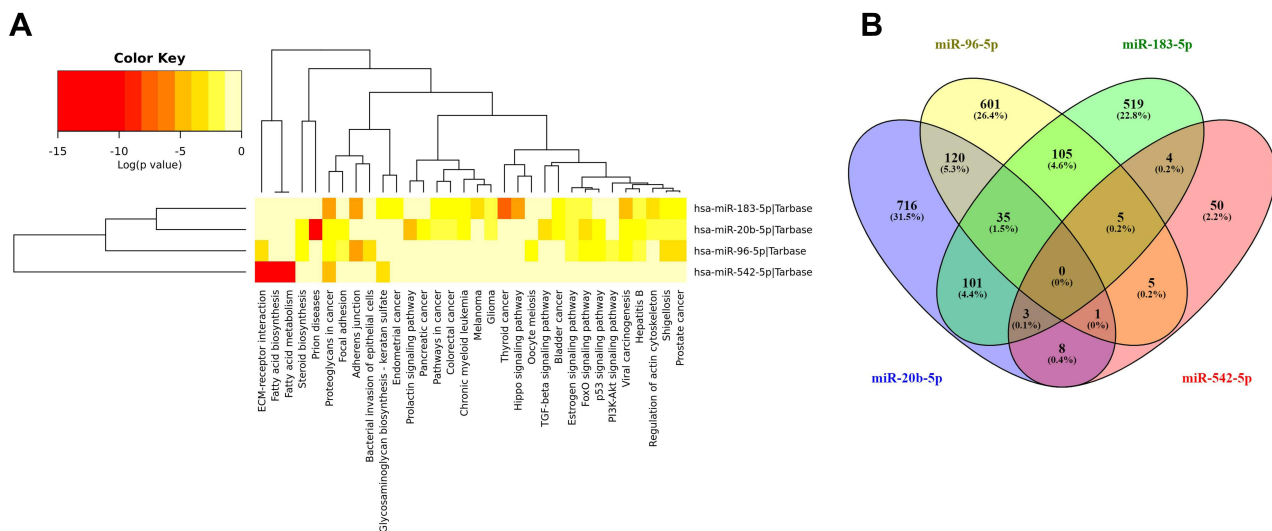 A
Color Key
-15
-10
-5
0
Log(p value)
hsa-miR-183-5p|Tarbase
hsa-miR-20b-5p|Tarbase
hsa-miR-96-5p|Tarbase
hsa-miR-542-5p|Tarbase
ECM-receptor interaction
Fatty acid biosynthesis
Fatty acid metabolism
Steroid biosynthesis
Prion diseases
Proteoglycans in cancer
Focal adhesion
Adherens junction
Bacterial invasion of epithelial cells
Glycosaminoglycan biosynthesis - keratan sulfate
Endometrial cancer
Prolactin signaling pathway
Pancreatic cancer
Pathways in cancer
Colorectal cancer
Chronic myeloid leukemia
Melanoma
Glioma
Thyroid cancer
Hippo signaling pathway
Oocyte meiosis
TGF-beta signaling pathway
Bladder cancer
Estrogen signaling pathway
FoxO signaling pathway
p53 signaling pathway
PI3K-Akt signaling pathway
Viral carcinogenesis
Hepatitis B
Regulation of actin cytoskeleton
Shigellosis
Prostate cancer
B
miR-96-5p
miR-183-5p
601
(26.4%)
519
(22.8%)
120
(5.3%)
105
(4.6%)
4
(0.2%)
716
(31.5%)
35
(1.5%)
5
(0.2%)
50
(2.2%)
101
(4.4%)
0
(0%)
5
(0.2%)
3
(0.1%)
1
(0%)
8
(0.4%)
miR-20b-5p
miR-542-5p